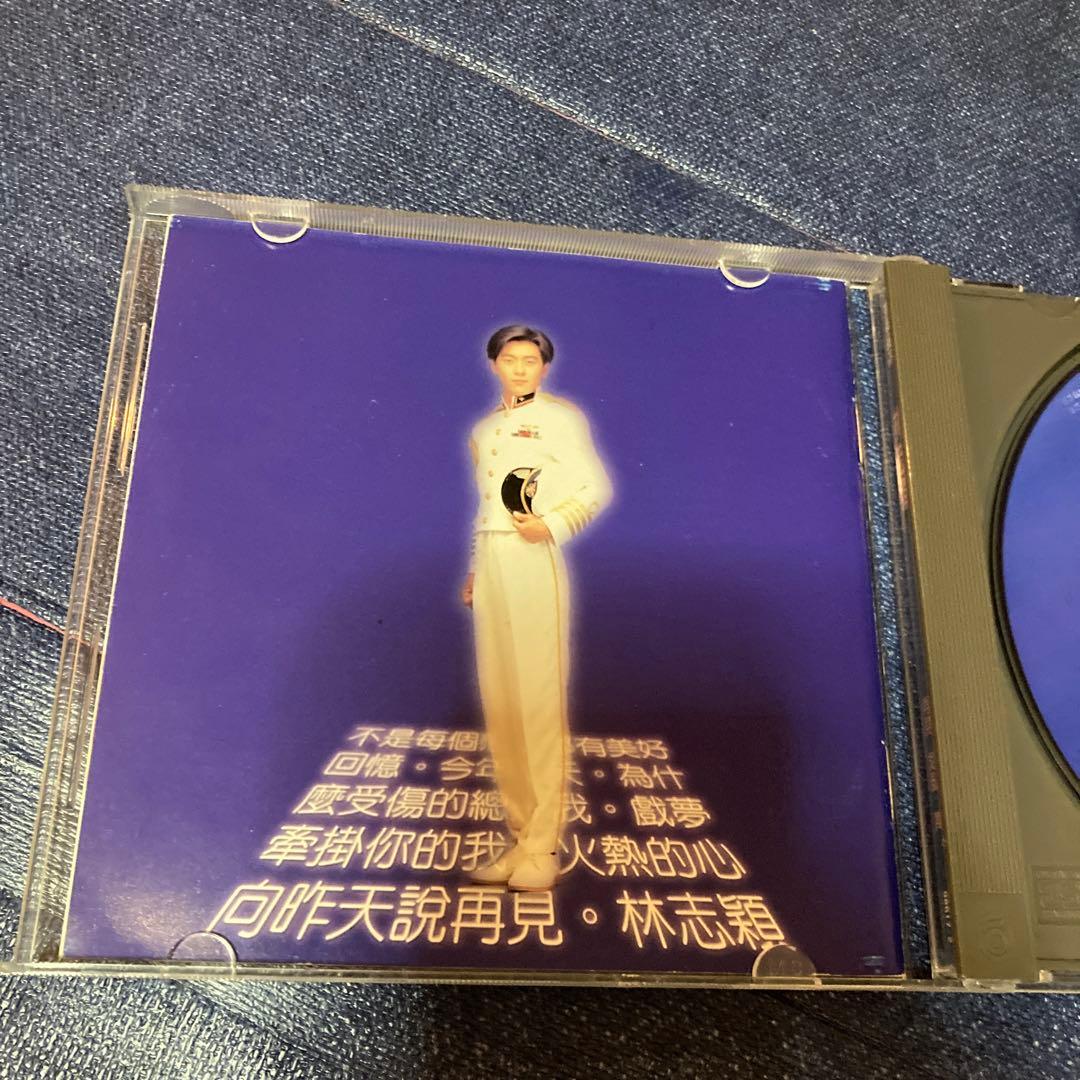 不是每個有美好
回憶。今年為什
麼受傷的總我。戲夢
牽掛你的我火熱的心
向昨天說再見。林志穎